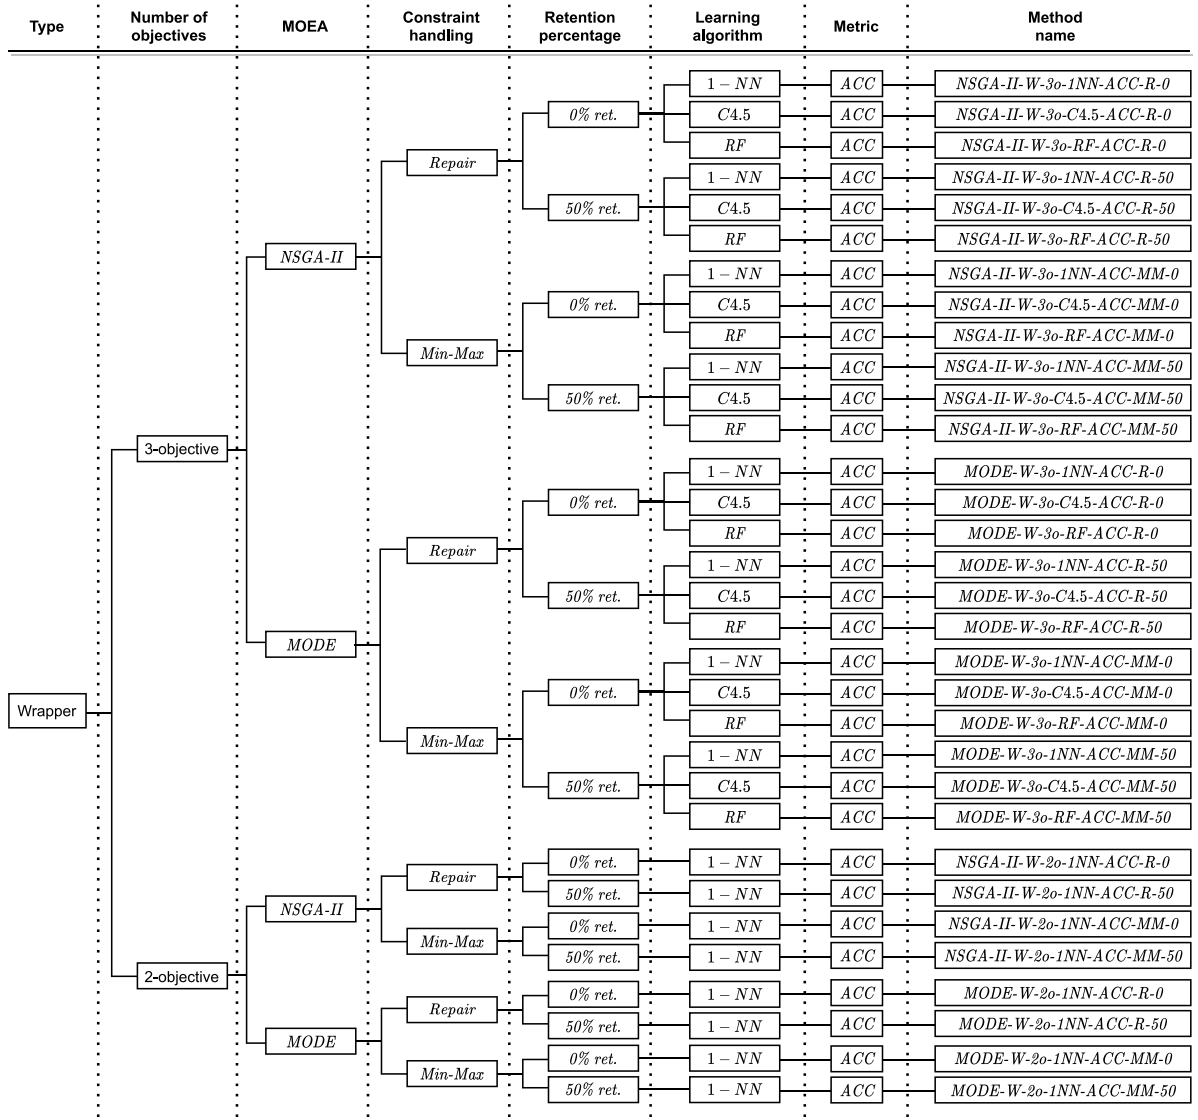 Type
Number of
objectives
MOEA
Constraint
handling
Retention
percentage
Learning
algorithm
Metric
Method
name
1 − NN ACC NSGA-II-W-3o-1NN-ACC-R-0
0% ret. C4.5 ACC NSGA-II-W-3o-C4.5-ACC-R-0
RF ACC NSGA-II-W-3o-RF-ACC-R-0
Repair
1 − NN ACC NSGA-II-W-3o-1NN-ACC-R-50
50% ret. C4.5 ACC NSGA-II-W-3o-C4.5-ACC-R-50
RF ACC NSGA-II-W-3o-RF-ACC-R-50
NSGA-II
1 − NN ACC NSGA-II-W-3o-1NN-ACC-MM-0
0% ret. C4.5 ACC NSGA-II-W-3o-C4.5-ACC-MM-0
RF ACC NSGA-II-W-3o-RF-ACC-MM-0
Min-Max
1 − NN ACC NSGA-II-W-3o-1NN-ACC-MM-50
50% ret. C4.5 ACC NSGA-II-W-3o-C4.5-ACC-MM-50
RF ACC NSGA-II-W-3o-RF-ACC-MM-50
3-objective
1 − NN ACC MODE-W-3o-1NN-ACC-R-0
0% ret. C4.5 ACC MODE-W-3o-C4.5-ACC-R-0
RF ACC MODE-W-3o-RF-ACC-R-0
Repair
1 − NN ACC MODE-W-3o-1NN-ACC-R-50
50% ret. C4.5 ACC MODE-W-3o-C4.5-ACC-R-50
RF ACC MODE-W-3o-RF-ACC-R-50
MODE
1 − NN ACC MODE-W-3o-1NN-ACC-MM-0
0% ret. C4.5 ACC MODE-W-3o-C4.5-ACC-MM-0
Wrapper
RF ACC MODE-W-3o-RF-ACC-MM-0
Min-Max
1 − NN ACC MODE-W-3o-1NN-ACC-MM-50
50% ret. C4.5 ACC MODE-W-3o-C4.5-ACC-MM-50
RF ACC MODE-W-3o-RF-ACC-MM-50
0% ret. 1 − NN ACC NSGA-II-W-2o-1NN-ACC-R-0
Repair
50% ret. 1 − NN ACC NSGA-II-W-2o-1NN-ACC-R-50
NSGA-II
0% ret. 1 − NN ACC NSGA-II-W-2o-1NN-ACC-MM-0
Min-Max
50% ret. 1 − NN ACC NSGA-II-W-2o-1NN-ACC-MM-50
2-objective
0% ret. 1 − NN ACC MODE-W-2o-1NN-ACC-R-0
Repair
50% ret. 1 − NN ACC MODE-W-2o-1NN-ACC-R-50
MODE
0% ret. 1 − NN ACC MODE-W-2o-1NN-ACC-MM-0
Min-Max
50% ret. 1 − NN ACC MODE-W-2o-1NN-ACC-MM-50